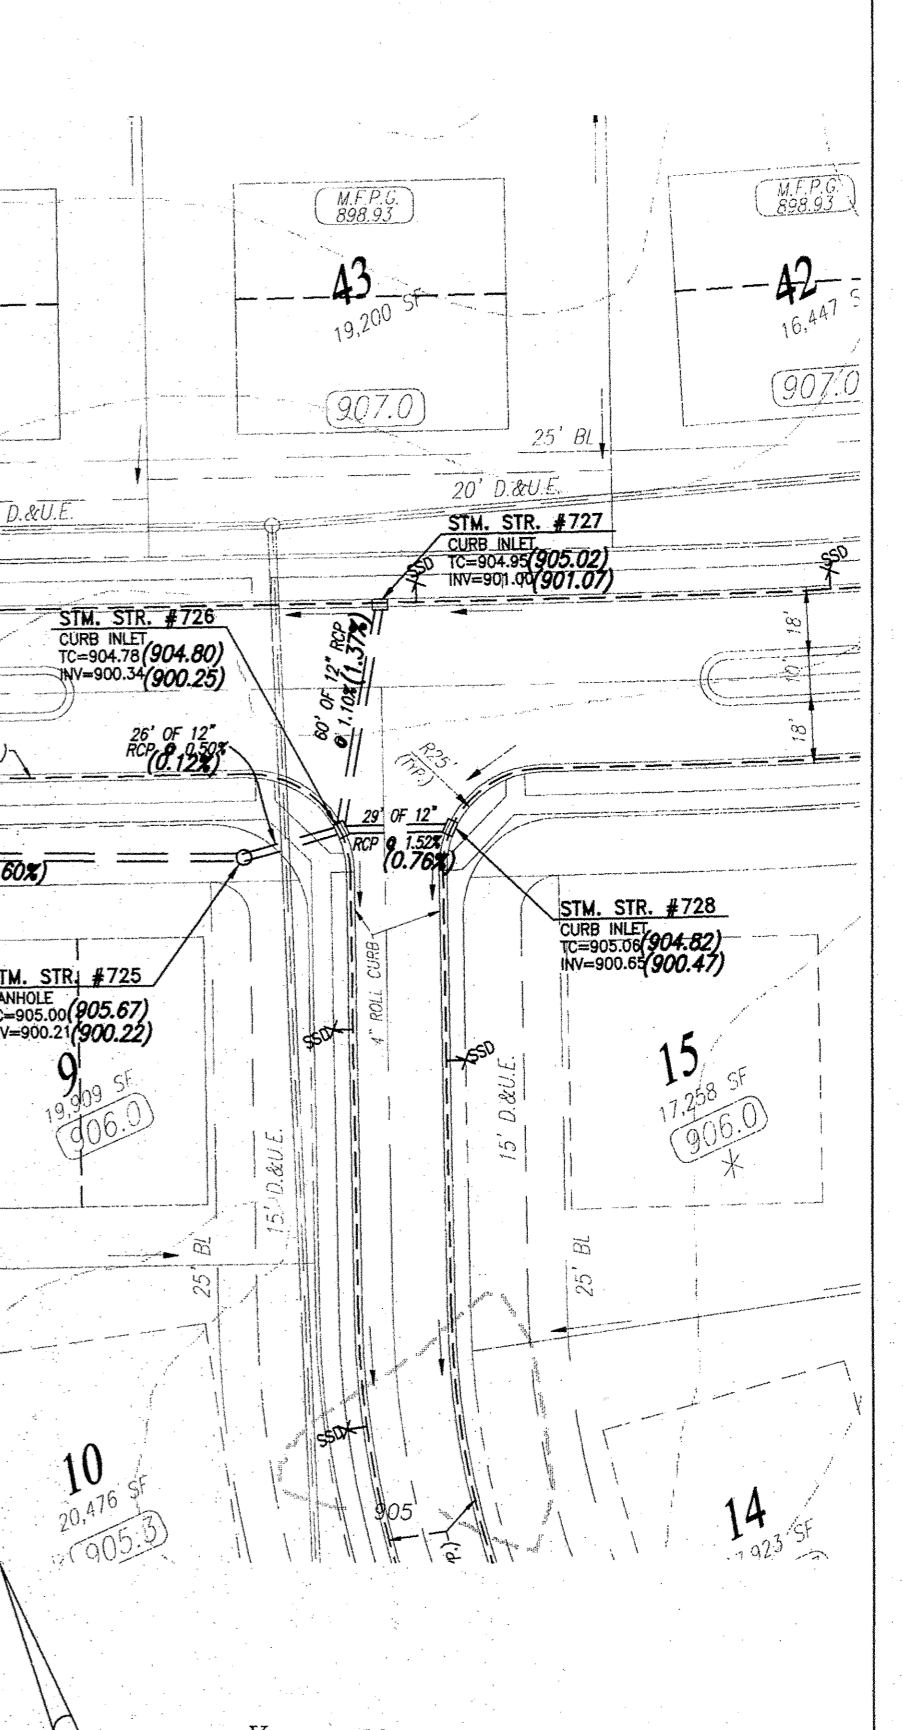 M.F.P.G.
898.93
43
19,200 SF
907.0
M.F.P.G.
898.93
42
16,447 S
907.0
25' BL
20' D.&U.E.
D.&U.E.
STM. STR. #727
CURB INLET
TC=904.95(905.02)
INV=901.00(901.07)
SSD
SSD
STM. STR. #726
CURB INLET
TC=904.78(904.80)
INV=900.34(900.25)
60' OF 12" RCP
@ 1.10%(1.37%)
18'
10'
18'
26' OF 12"
RCP @ 0.50%
(0.12%)
R25'
(TYP.)
29' OF 12"
RCP @ 1.52%
(0.76%)
60%)
STM. STR. #728
CURB INLET
TC=905.06(904.82)
INV=900.65(900.47)
TM. STR. #725
ANHOLE
C=905.00(905.67)
V=900.21(900.22)
4" ROLL CURB
SSD
SSD
9
19,909 SF
906.0
15
17,258 SF
906.0
*
15' D.&U.E.
15' D.&U.E.
25' BL
25' BL
SSD
10
20,476 SF
905.3
905
P.)
14
7,923 SF